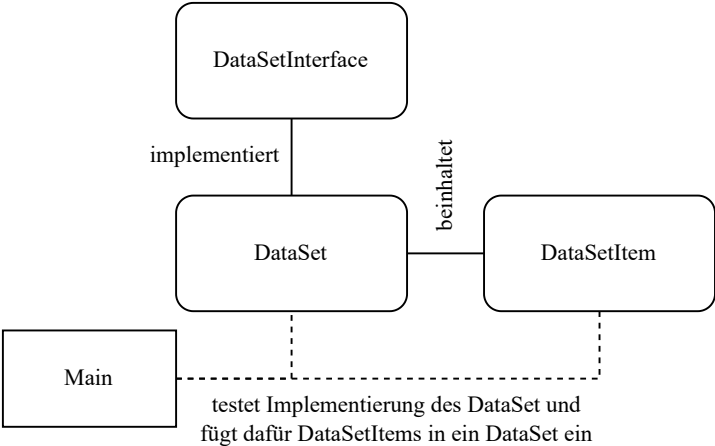 DataSetInterface
implementiert
beinhaltet
DataSet
DataSetItem
Main
testet Implementierung des DataSet und
fügt dafür DataSetItems in ein DataSet ein